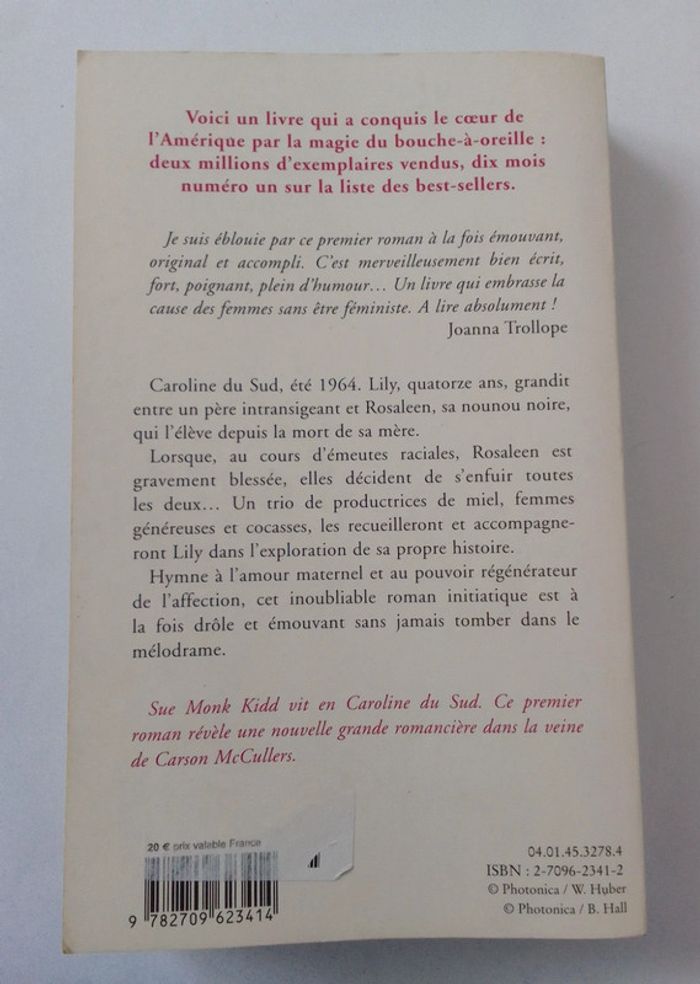 Voici un livre qui a conquis le cœur de
l'Amérique par la magie du bouche-à-oreille :
deux millions d'exemplaires vendus, dix mois
numéro un sur la liste des best-sellers.
Je suis éblouie par ce premier roman à la fois émouvant,
original et accompli. C'est merveilleusement bien écrit,
fort, poignant, plein d'humour… Un livre qui embrasse la
cause des femmes sans être féministe. A lire absolument !
Joanna Trollope
Caroline du Sud, été 1964. Lily, quatorze ans, grandit
entre un père intransigeant et Rosaleen, sa nounou noire,
qui l'élève depuis la mort de sa mère.
Lorsque, au cours d'émeutes raciales, Rosaleen est
gravement blessée, elles décident de s'enfuir toutes
les deux… Un trio de productrices de miel, femmes
généreuses et cocasses, les recueilleront et accompagne-
ront Lily dans l'exploration de sa propre histoire.
Hymne à l'amour maternel et au pouvoir régénérateur
de l'affection, cet inoubliable roman initiatique est à
la fois drôle et émouvant sans jamais tomber dans le
mélodrame.
Sue Monk Kidd vit en Caroline du Sud. Ce premier
roman révèle une nouvelle grande romancière dans la veine
de Carson McCullers.
20 € prix valable France
9 782709 623414
04.01.45.3278.4
ISBN : 2-7096-2341-2
© Photonica / W. Huber
© Photonica / B. Hall